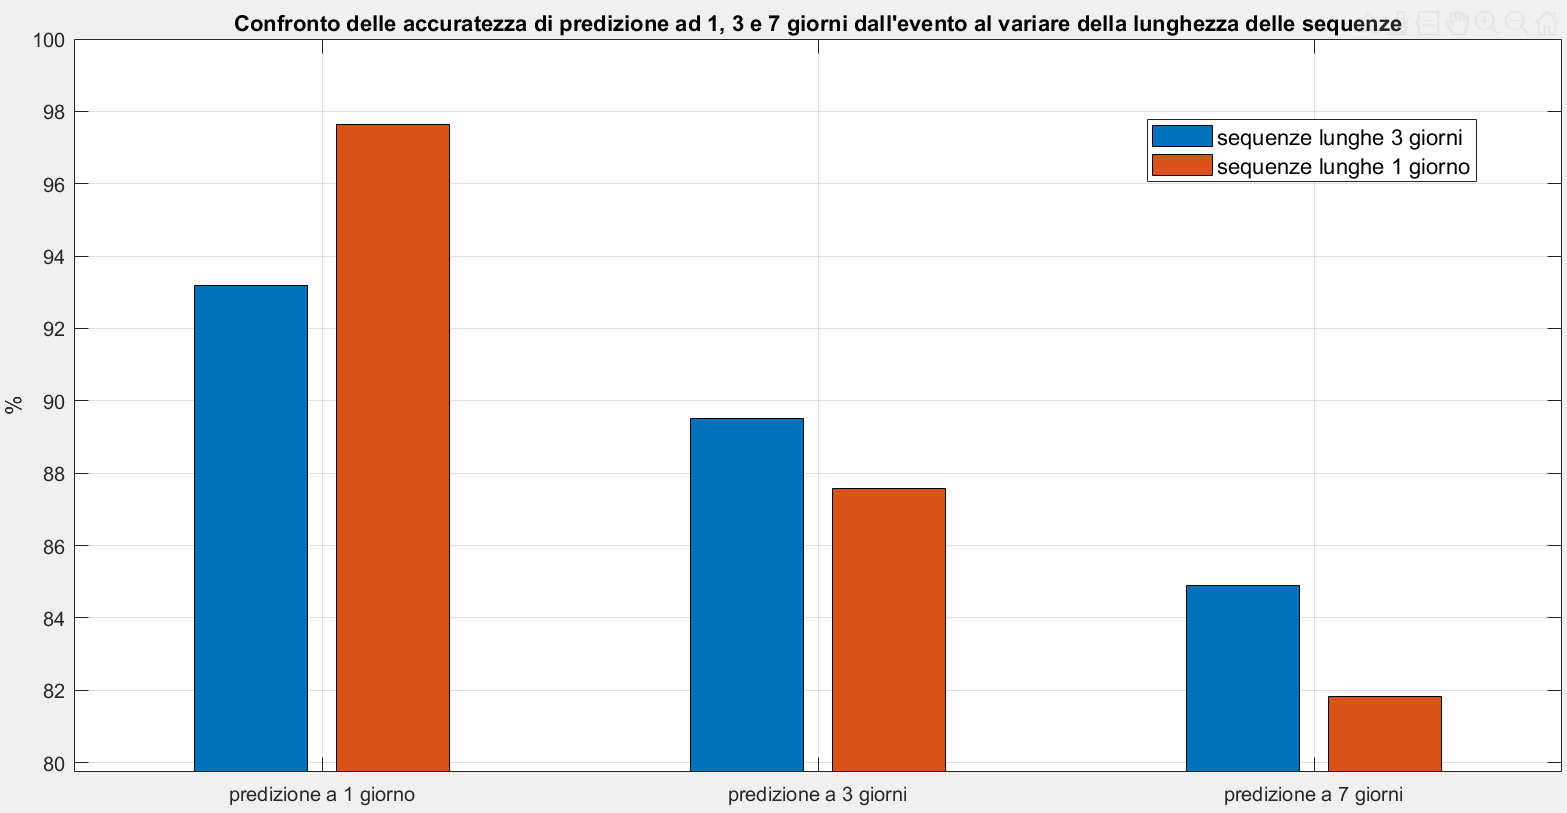 Confronto delle accuratezza di predizione ad 1, 3 e 7 giorni dall'evento al variare della lunghezza delle sequenze
100
98
96
94
92
90
88
86
84
82
80
%
sequenze lunghe 3 giorni
sequenze lunghe 1 giorno
predizione a 1 giorno
predizione a 3 giorni
predizione a 7 giorni